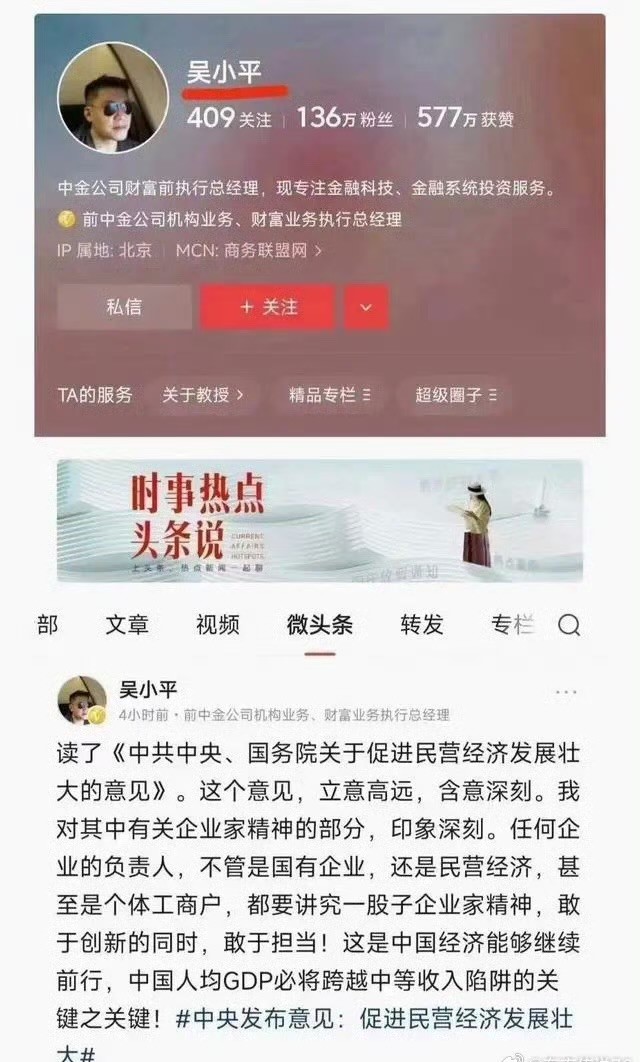 吴小平
409 关注 136万 粉丝 577万 获赞
中金公司财富前执行总经理，现专注金融科技、金融系统投资服务。
前中金公司机构业务、财富业务执行总经理
IP 属地: 北京 MCN: 商务联盟网
私信
+ 关注
TA的服务 关于教授 精品专栏 超级圈子
时事热点
头条说
CURRENT
AFFAIRS
HOTSPOTS
上头条，热点新闻一起聊
部 文章 视频 微头条 转发 专栏
吴小平
4小时前 · 前中金公司机构业务、财富业务执行总经理
读了《中共中央、国务院关于促进民营经济发展壮
大的意见》。这个意见，立意高远，含意深刻。我
对其中有关企业家精神的部分，印象深刻。任何企
业的负责人，不管是国有企业，还是民营经济，甚
至是个体工商户，都要讲究一股子企业家精神，敢
于创新的同时，敢于担当！这是中国经济能够继续
前行，中国人均GDP必将跨越中等收入陷阱的关
键之关键！#中央发布意见：促进民营经济发展壮
大#